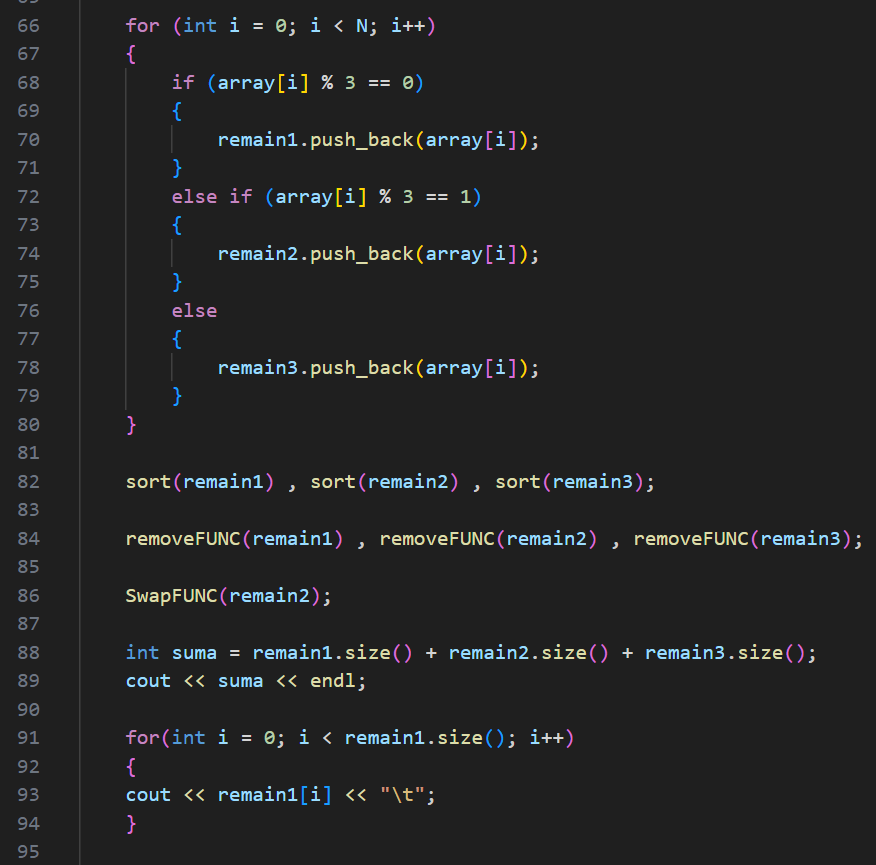 66 for (int i = 0; i < N; i++)
67 {
68 if (array[i] % 3 == 0)
69 {
70 remain1.push_back(array[i]);
71 }
72 else if (array[i] % 3 == 1)
73 {
74 remain2.push_back(array[i]);
75 }
76 else
77 {
78 remain3.push_back(array[i]);
79 }
80 }
81
82 sort(remain1) , sort(remain2) , sort(remain3);
83
84 removeFUNC(remain1) , removeFUNC(remain2) , removeFUNC(remain3);
85
86 SwapFUNC(remain2);
87
88 int suma = remain1.size() + remain2.size() + remain3.size();
89 cout << suma << endl;
90
91 for(int i = 0; i < remain1.size(); i++)
92 {
93 cout << remain1[i] << "\t";
94 }
95